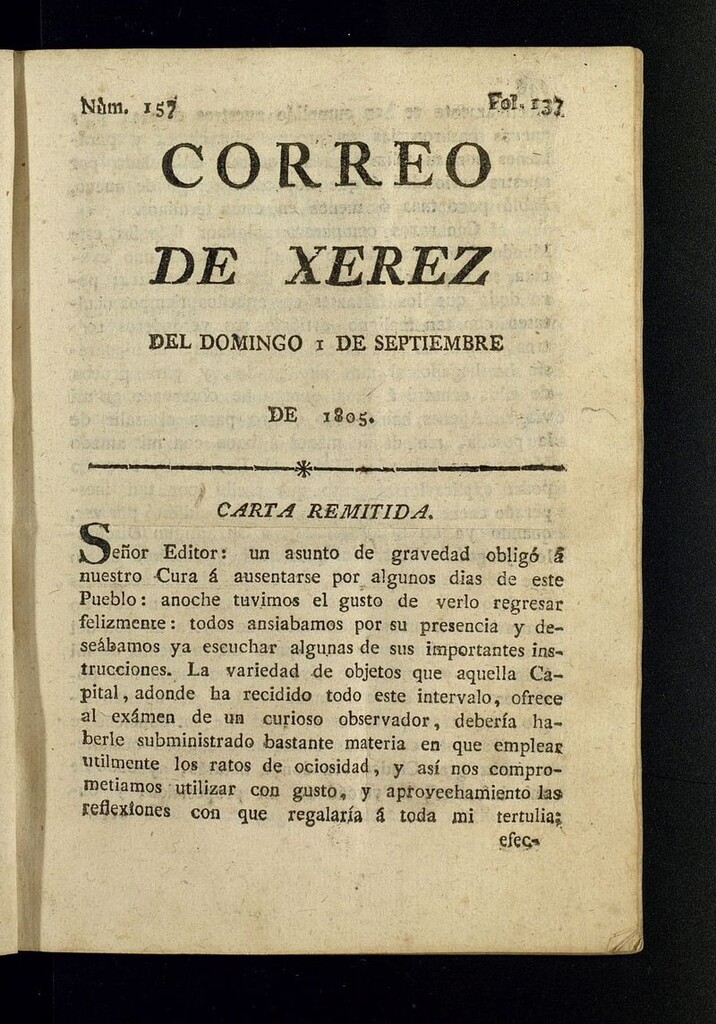 Núm. 157
Fol. 137
CORREO
DE XEREZ
DEL DOMINGO 1 DE SEPTIEMBRE
DE 1805.
CARTA REMITIDA.
Señor Editor: un asunto de gravedad obligó á
nuestro Cura á ausentarse por algunos dias de este
Pueblo: anoche tuvimos el gusto de verlo regresar
felizmente: todos ansiabamos por su presencia y de-
seábamos ya escuchar algunas de sus importantes ins-
trucciones. La variedad de objetos que aquella Ca-
pital, adonde ha recidido todo este intervalo, ofrece
al exámen de un curioso observador, debería ha-
berle subministrado bastante materia en que emplear
utilmente los ratos de ociosidad, y así nos compro-
metiamos utilizar con gusto, y aprovechamiento las
reflexîones con que regalaría á toda mi tertulia;
efec-